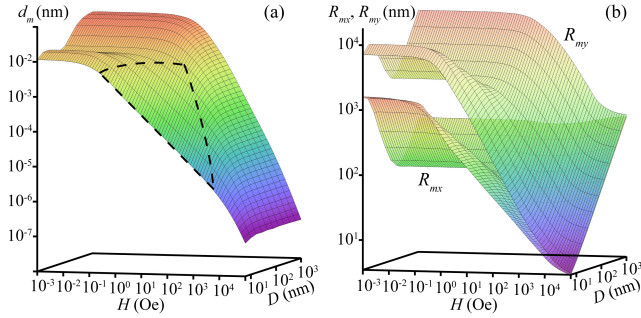 d_m (nm)
(a)
10^-2
10^-3
10^-4
10^-5
10^-6
10^-7
10^-3 10^-2 10^-1 10^0 10^1 10^2 10^3 10^4
H (Oe)
10^1 10^2 10^3
D (nm)
R_mx, R_my (nm)
(b)
R_my
10^4
10^3
R_mx
10^2
10^1
10^-3 10^-2 10^-1 10^0 10^1 10^2 10^3 10^4
H (Oe)
10^1 10^2 10^3
D (nm)